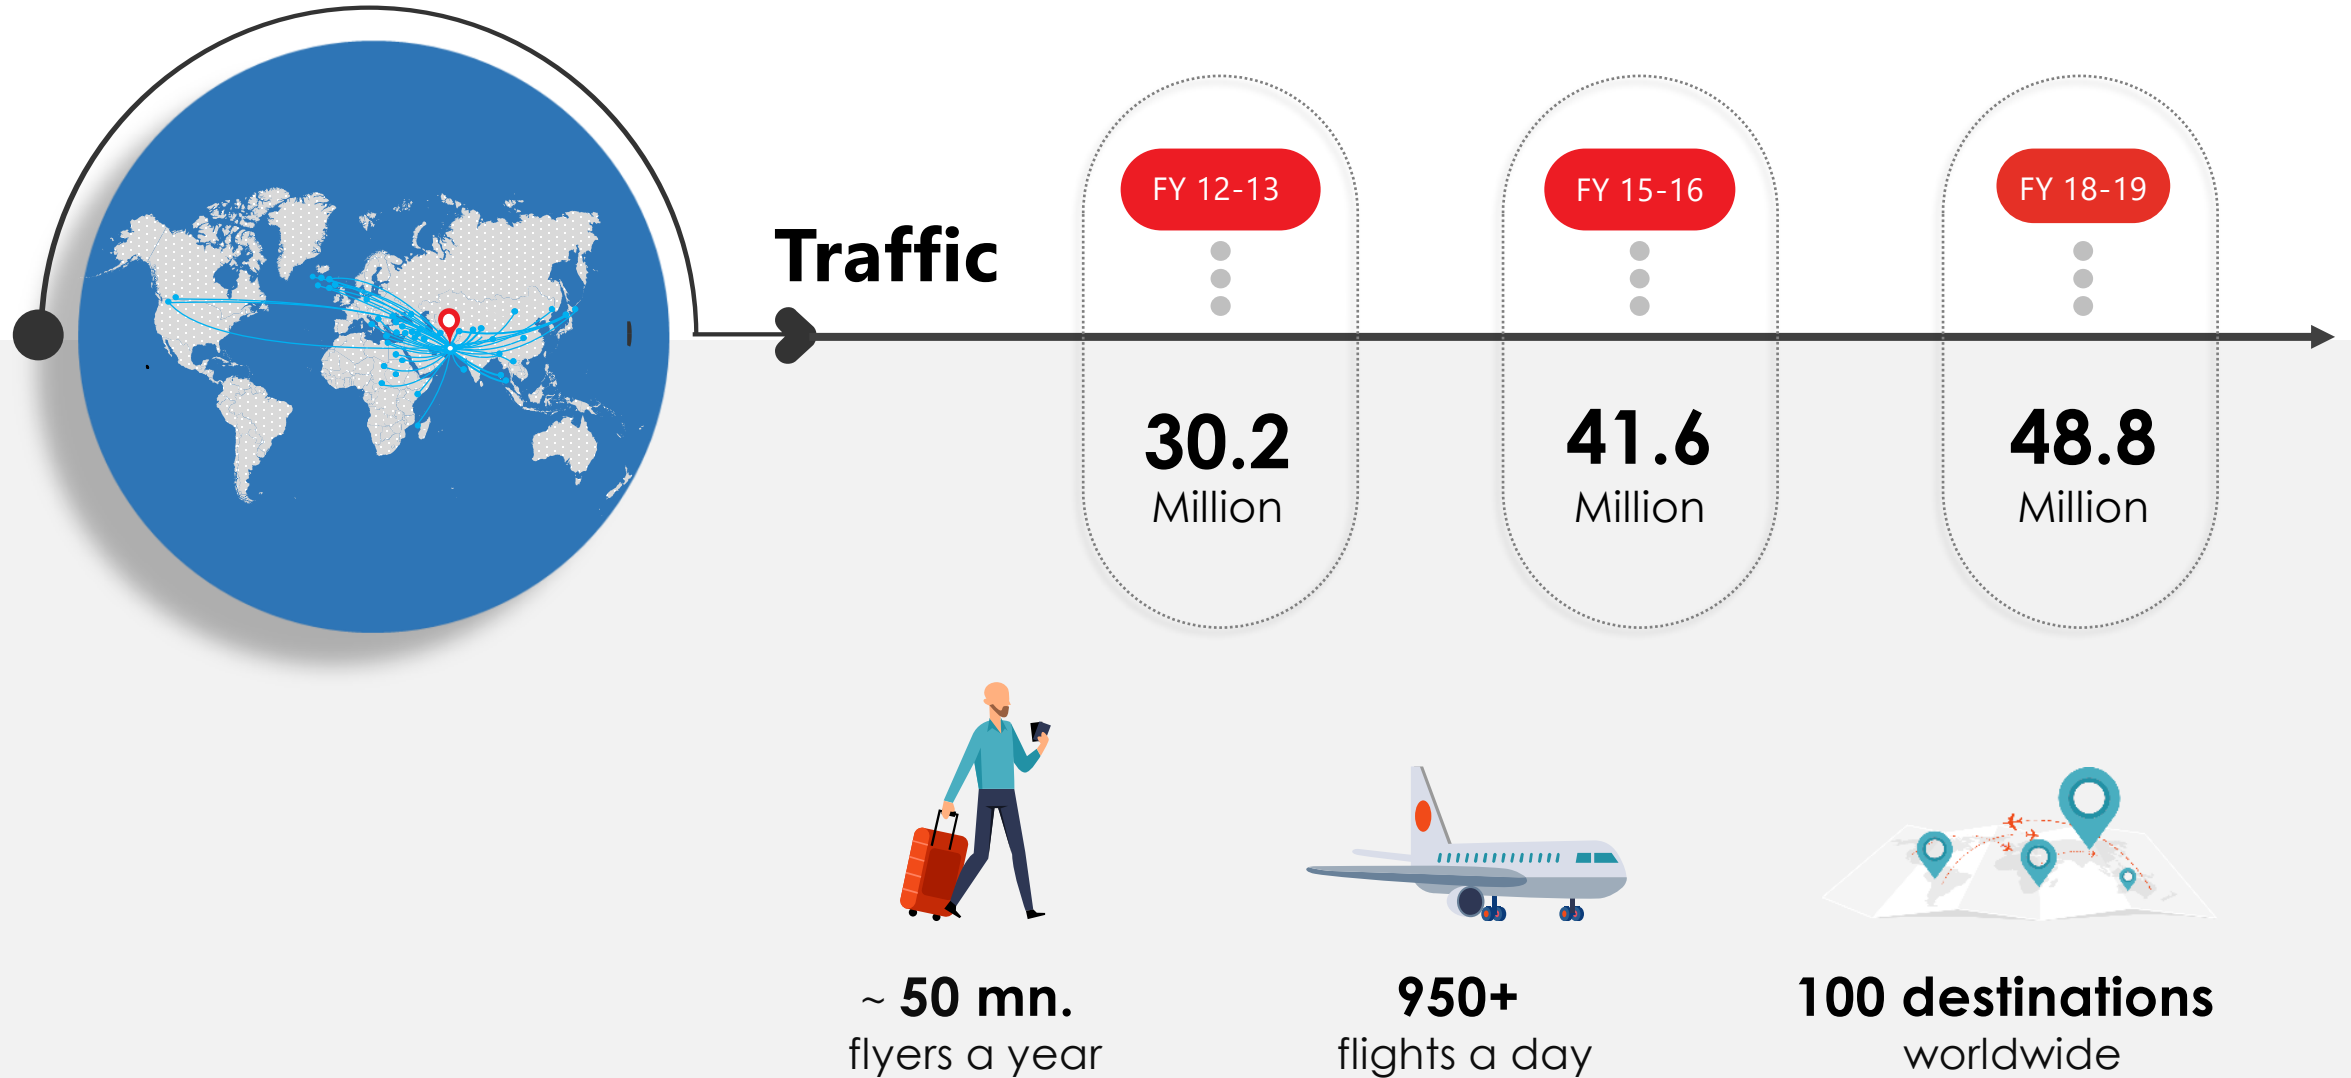 Traffic
FY 12-13
30.2
Million
FY 15-16
41.6
Million
FY 18-19
48.8
Million
~ 50 mn.
flyers a year
950+
flights a day
100 destinations
worldwide